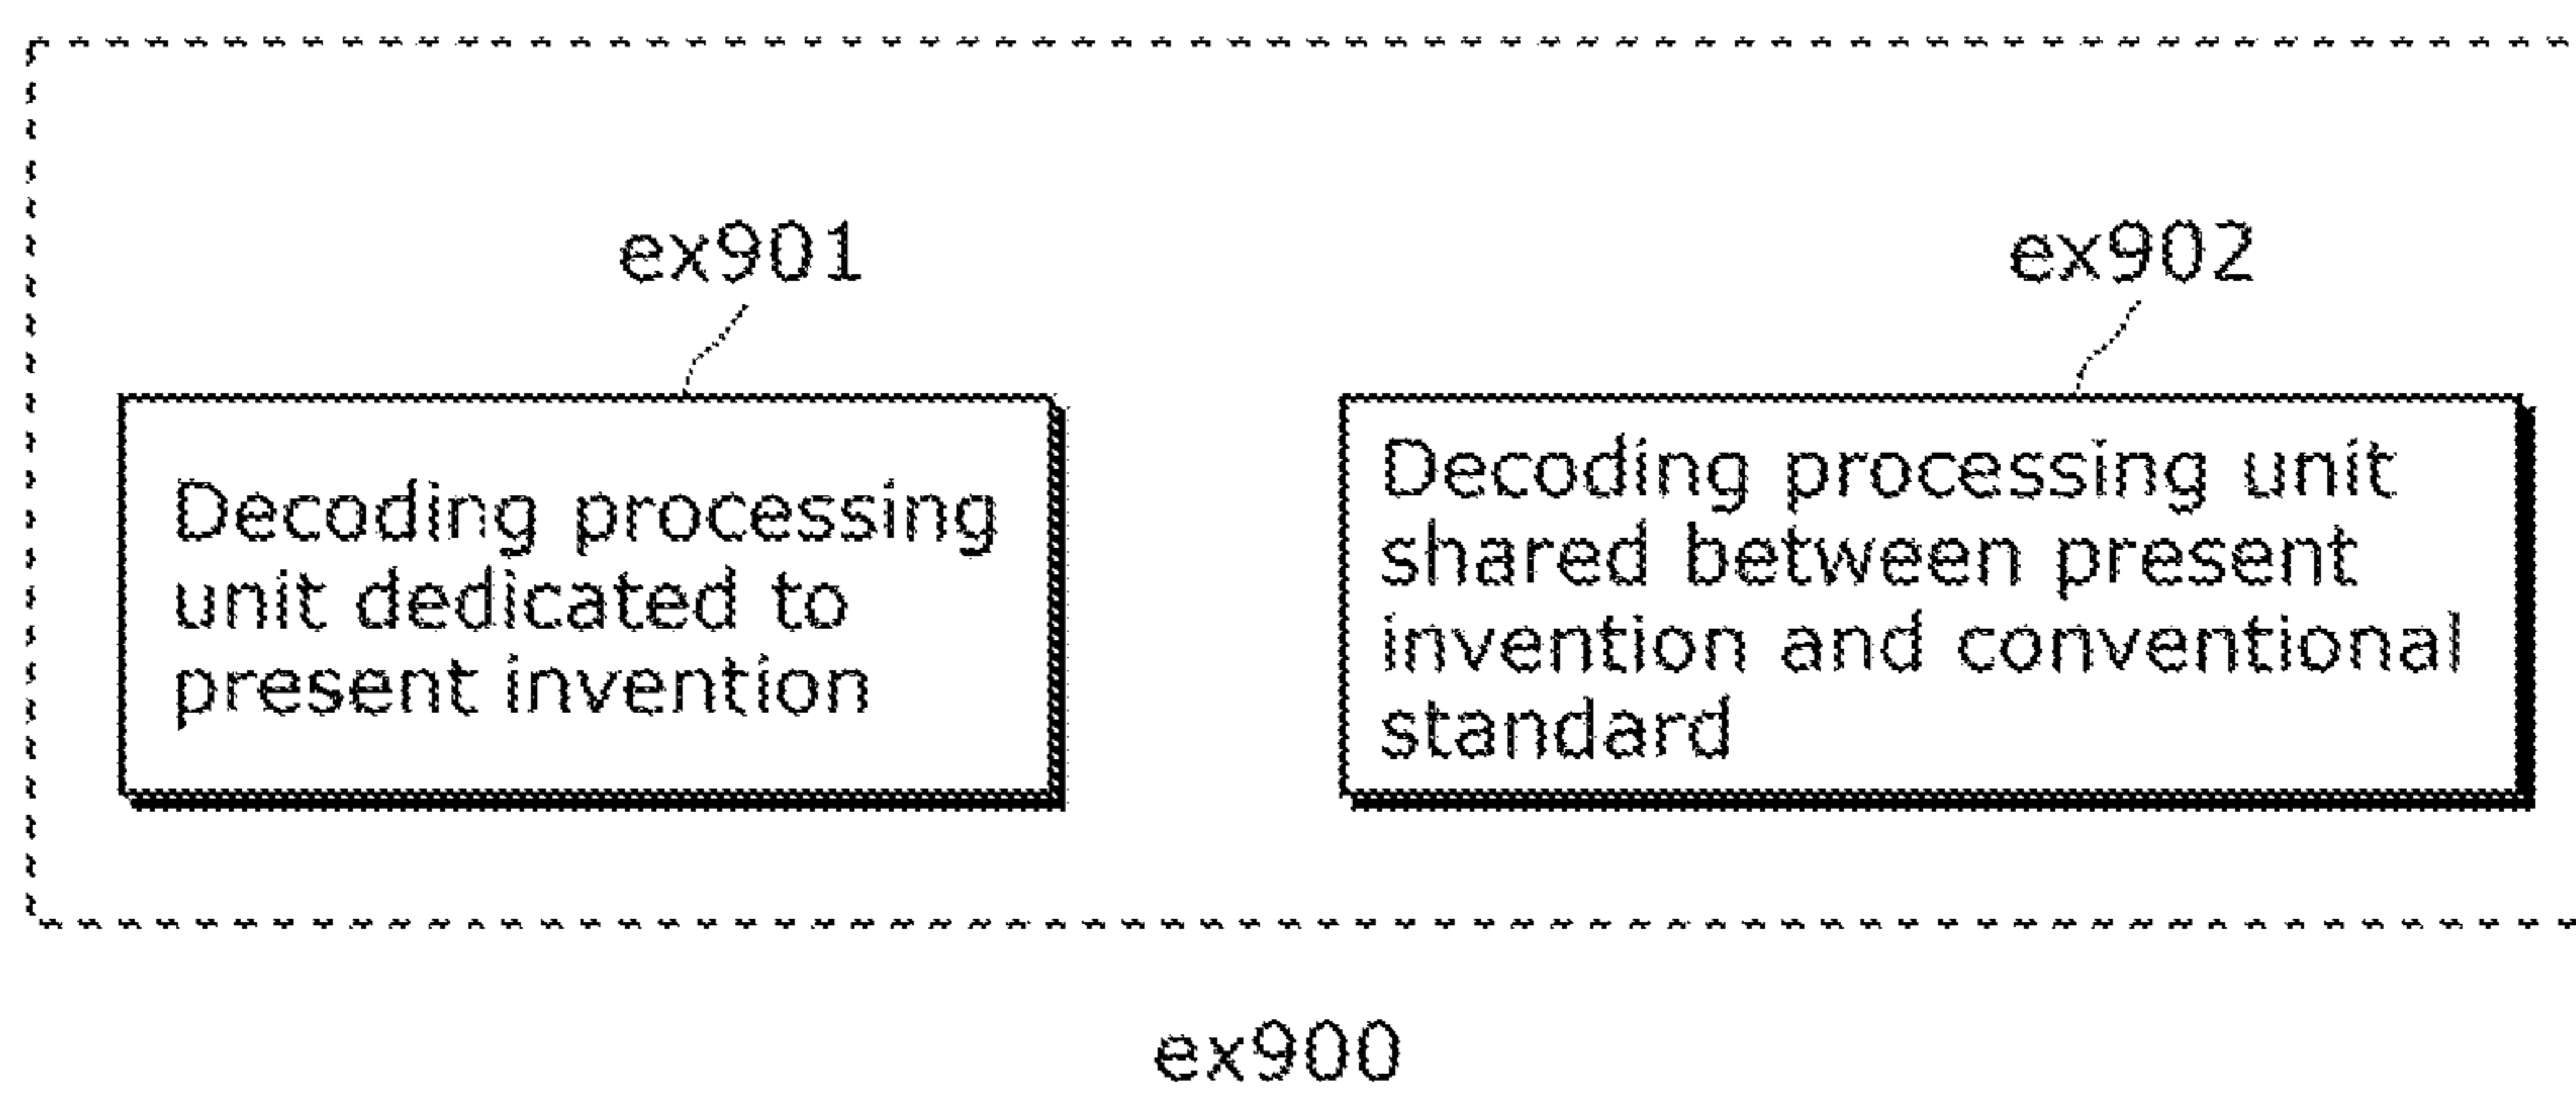 ex901
Decoding processing
unit dedicated to
present invention
ex902
Decoding processing unit
shared between present
invention and conventional
standard
ex900